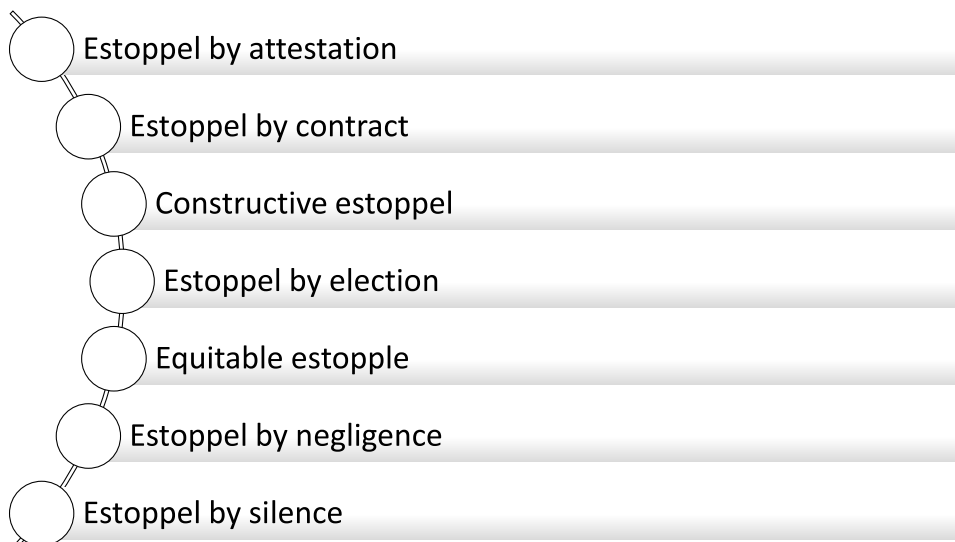 Estoppel by attestation
Estoppel by contract
Constructive estoppel
Estoppel by election
Equitable estopple
Estoppel by negligence
Estoppel by silence